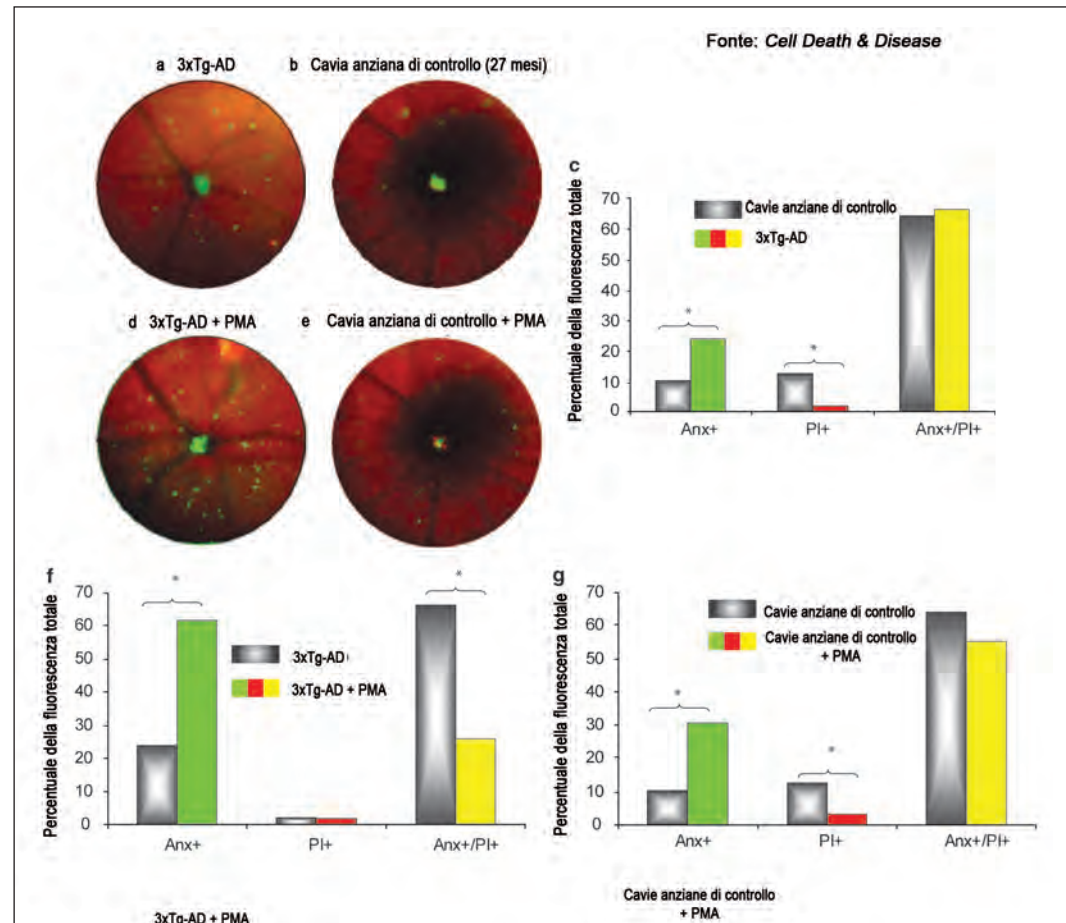 Fonte: Cell Death & Disease
a 3xTg-AD
b Cavia anziana di controllo (27 mesi)
c
Percentuale della fluorescenza totale
70
60
50
40
30
20
10
0
Cavie anziane di controllo
3xTg-AD
*
*
Anx+
PI+
Anx+/PI+
d 3xTg-AD + PMA
e Cavia anziana di controllo + PMA
f
Percentuale della fluorescenza totale
70
60
50
40
30
20
10
0
*
*
3xTg-AD
3xTg-AD + PMA
Anx+
PI+
Anx+/PI+
g
Percentuale della fluorescenza totale
70
60
50
40
30
20
10
0
Cavie anziane di controllo
Cavie anziane di controllo
+ PMA
*
*
Anx+
PI+
Anx+/PI+
3xTg-AD + PMA
Cavie anziane di controllo
+ PMA